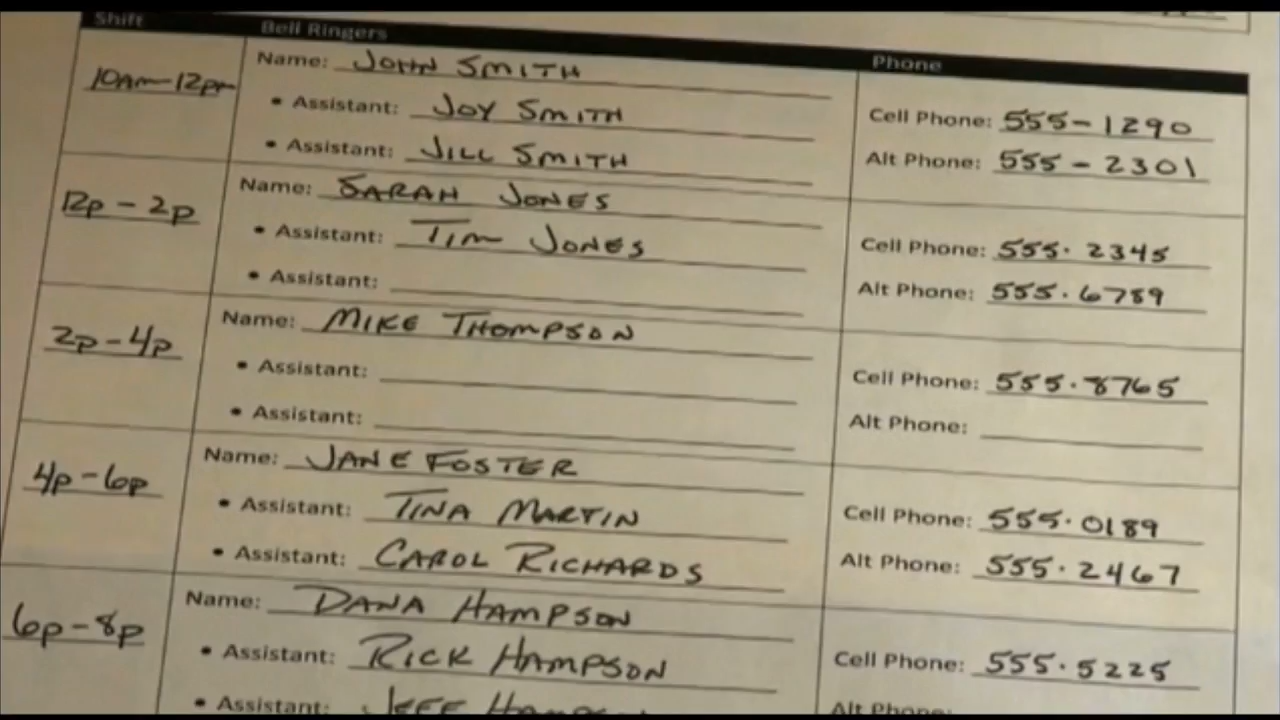 Shift Bell Ringers Phone
10Am-12pm
Name: JOHN SMITH
• Assistant: JOY SMITH
• Assistant: JILL SMITH
Cell Phone: 555-1290
Alt Phone: 555-2301
12p-2p
Name: SARAH JONES
• Assistant: TIM JONES
• Assistant:
Cell Phone: 555.2345
Alt Phone: 555.6789
2p-4p
Name: MIKE THOMPSON
• Assistant:
• Assistant:
Cell Phone: 555.8765
Alt Phone:
4p-6p
Name: JANE FOSTER
• Assistant: TINA MARTIN
• Assistant: CAROL RICHARDS
Cell Phone: 555.0189
Alt Phone: 555.2467
6p-8p
Name: DANA HAMPSON
• Assistant: RICK HAMPSON
• Assistant: JEFF
Cell Phone: 555.5225
Alt Phone: